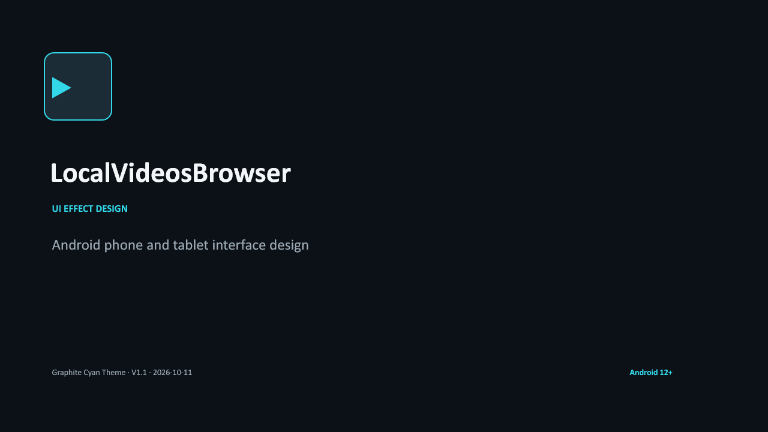 LocalVideosBrowser
UI EFFECT DESIGN
Android phone and tablet interface design
Graphite Cyan Theme · V1.1 · 2026-10-11
Android 12+